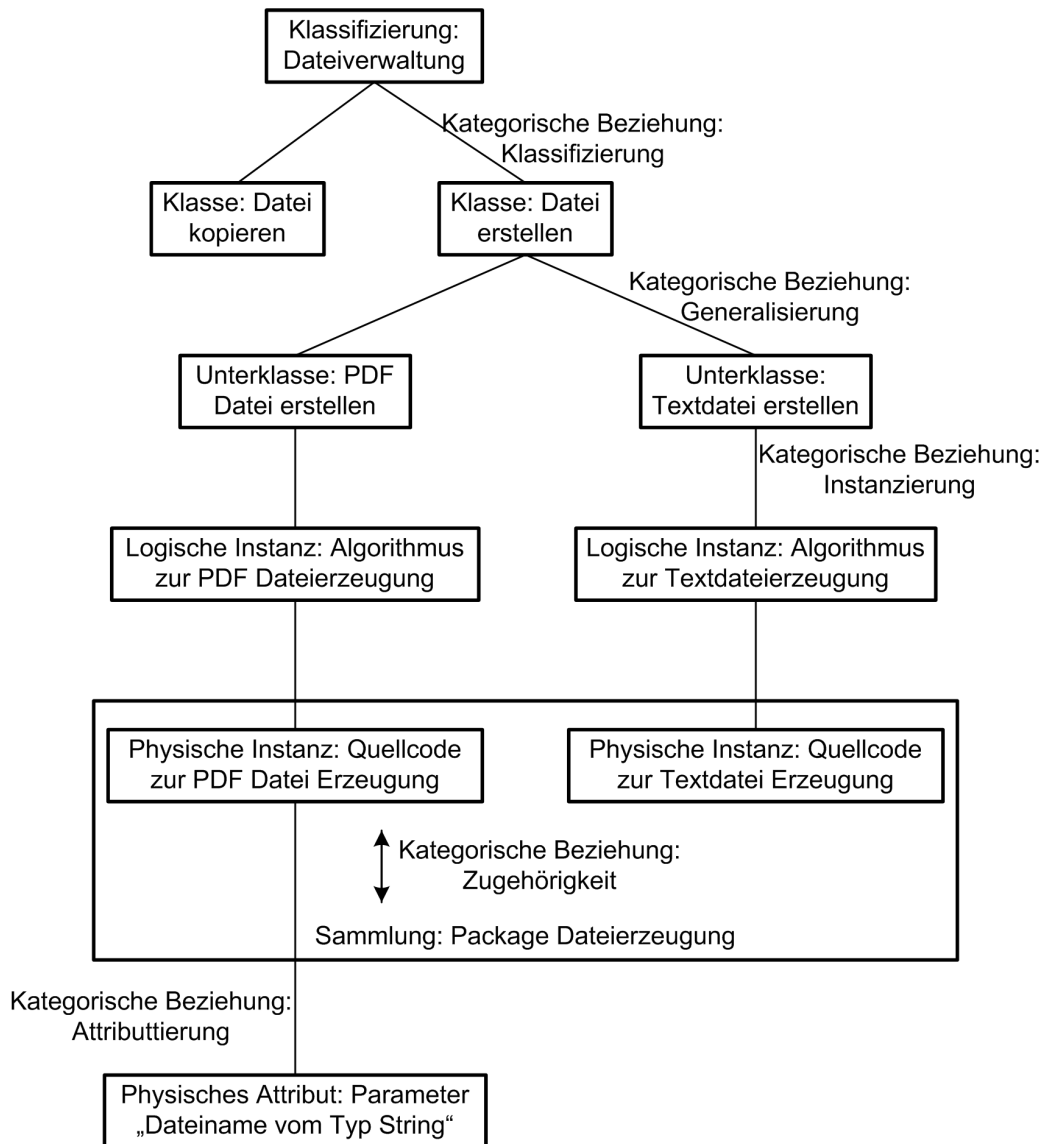 Klassifizierung:
Dateiverwaltung
Kategorische Beziehung:
Klassifizierung
Klasse: Datei
kopieren
Klasse: Datei
erstellen
Kategorische Beziehung:
Generalisierung
Unterklasse: PDF
Datei erstellen
Unterklasse:
Textdatei erstellen
Kategorische Beziehung:
Instanzierung
Logische Instanz: Algorithmus
zur PDF Dateierzeugung
Logische Instanz: Algorithmus
zur Textdateierzeugung
Physische Instanz: Quellcode
zur PDF Datei Erzeugung
Physische Instanz: Quellcode
zur Textdatei Erzeugung
Kategorische Beziehung:
Zugehörigkeit
Sammlung: Package Dateierzeugung
Kategorische Beziehung:
Attributtierung
Physisches Attribut: Parameter
„Dateiname vom Typ String“